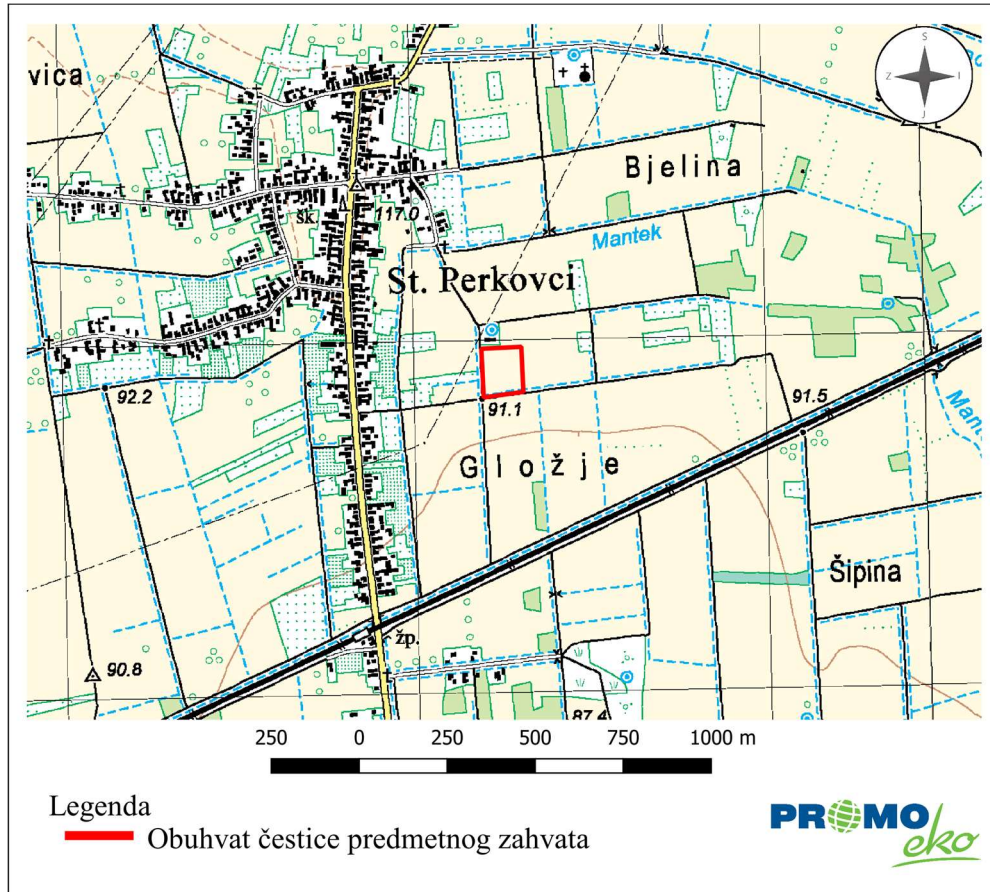 S
Z I
J
vica
Bjelina
šk.
117.0
Mantek
St. Perkovci
92.2
91.1
91.5
Gložje
Šipina
90.8
žp.
87.4
250 0 250 500 750 1000 m
Legenda
Obuhvat čestice predmetnog zahvata
PROMO
eko